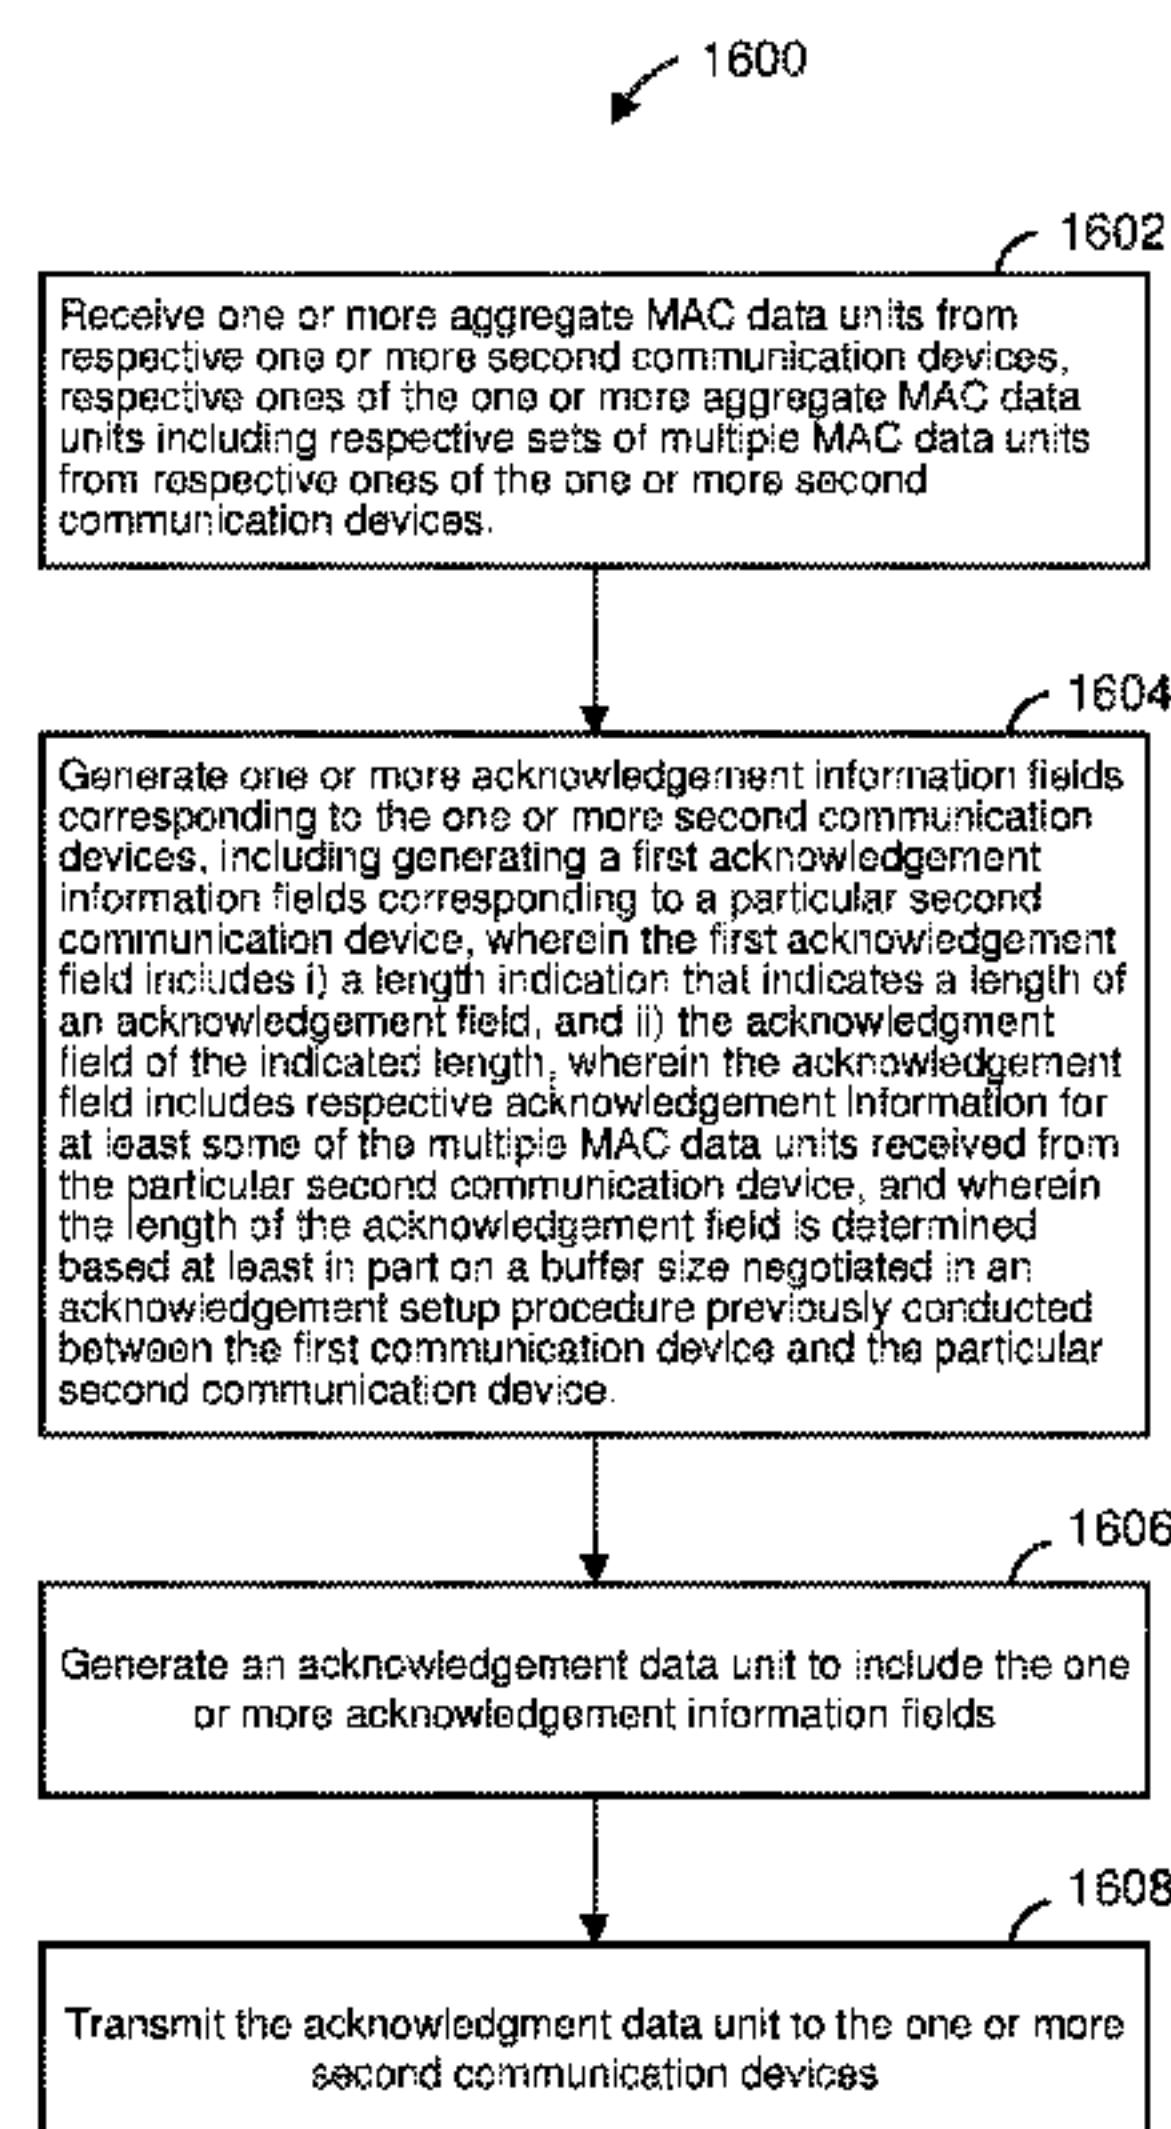 1600
1602
Receive one or more aggregate MAC data units from
respective one or more second communication devices,
respective ones of the one or more aggregate MAC data
units including respective sets of multiple MAC data units
from respective ones of the one or more second
communication devices.
1604
Generate one or more acknowledgement information fields
corresponding to the one or more second communication
devices, including generating a first acknowledgement
information fields corresponding to a particular second
communication device, wherein the first acknowledgement
field includes i) a length indication that indicates a length of
an acknowledgement field, and ii) the acknowledgment
field of the indicated length, wherein the acknowledgement
field includes respective acknowledgement Information for
at least some of the multiple MAC data units received from
the particular second communication device, and wherein
the length of the acknowledgement field is determined
based at least in part on a buffer size negotiated in an
acknowledgement setup procedure previously conducted
between the first communication device and the particular
second communication device.
1606
Generate an acknowledgement data unit to include the one
or more acknowledgement information fields
1608
Transmit the acknowledgment data unit to the one or more
second communication devices